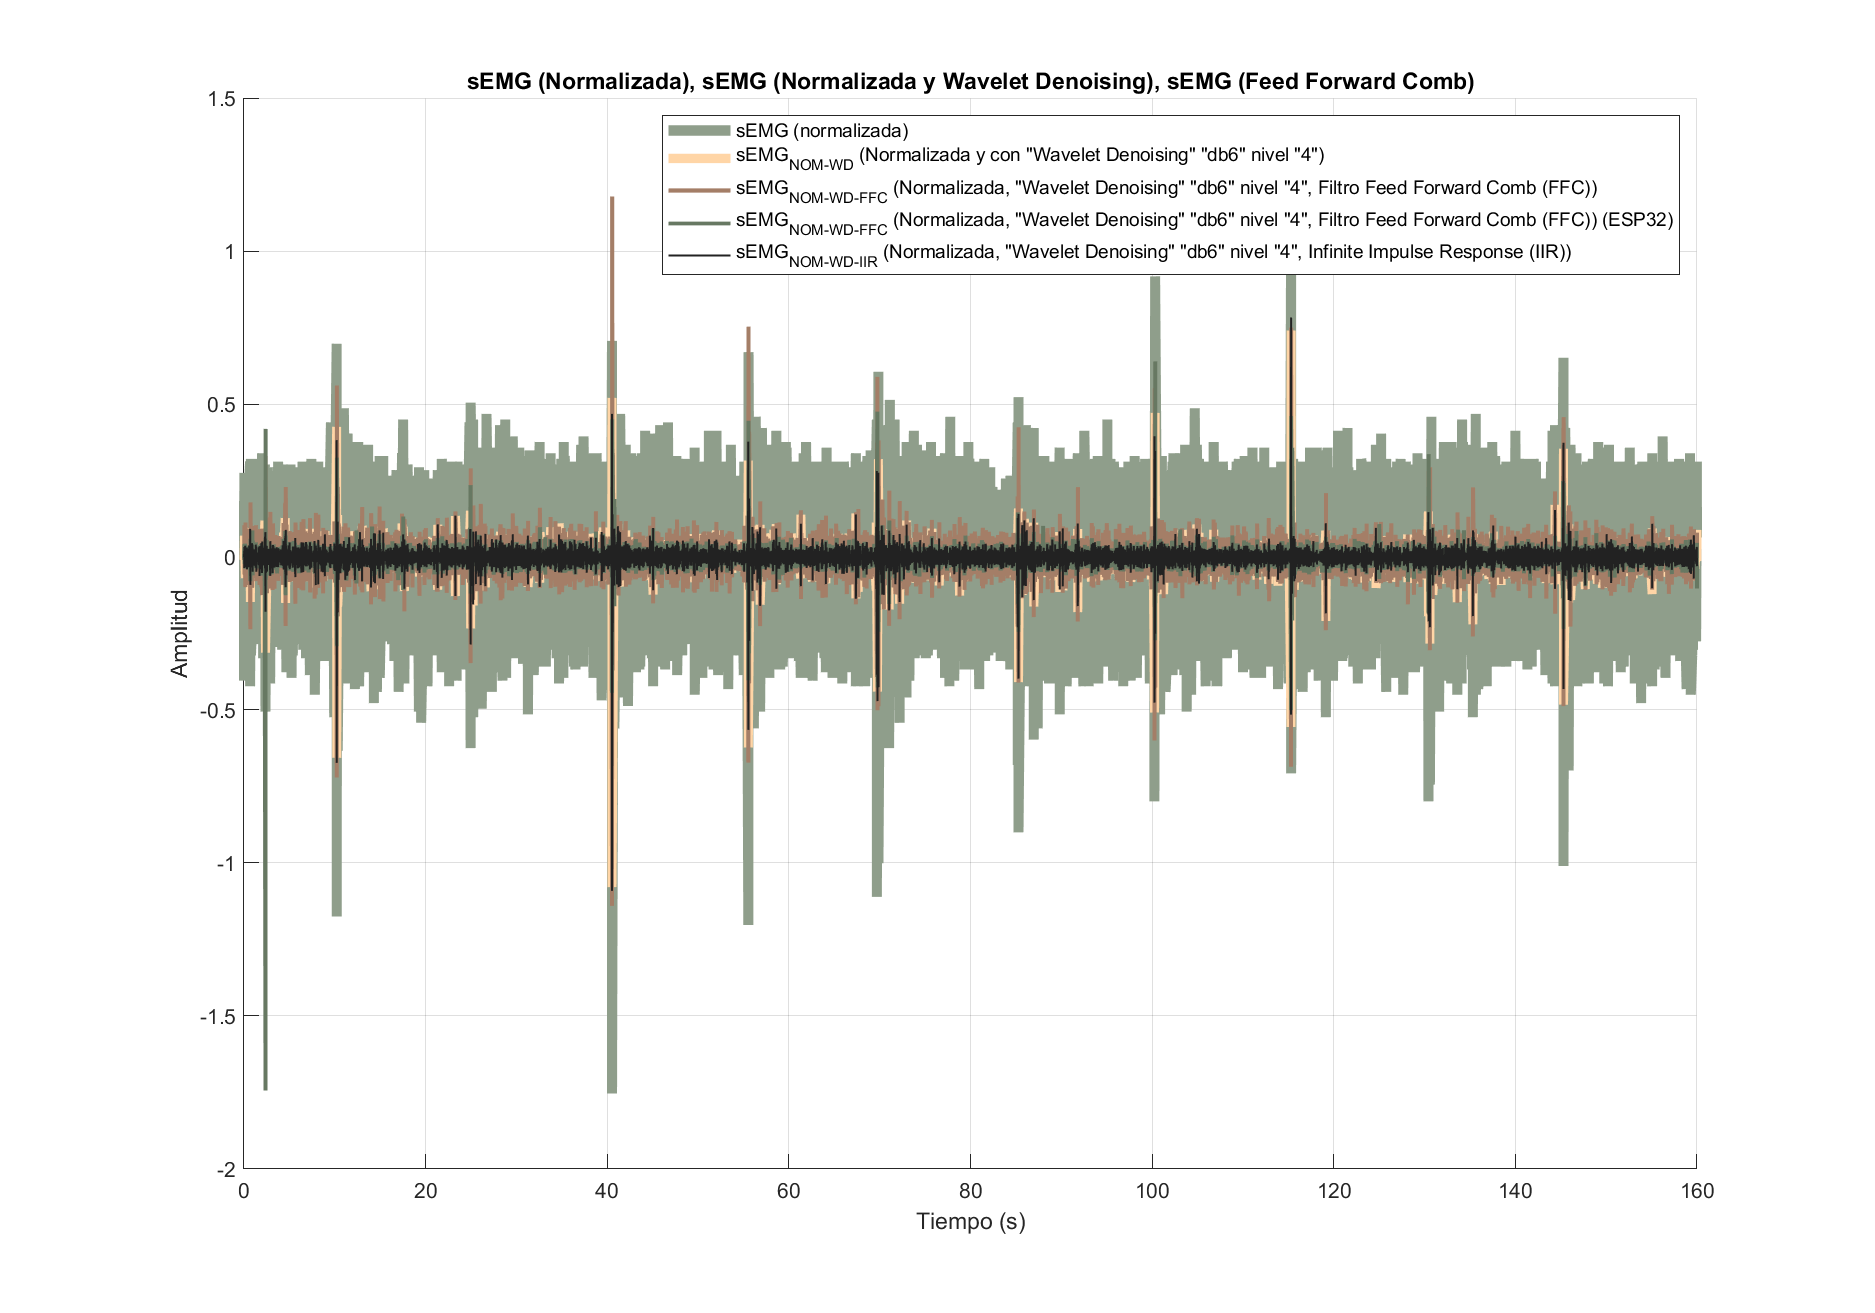 sEMG (Normalizada), sEMG (Normalizada y Wavelet Denoising), sEMG (Feed Forward Comb)
sEMG (normalizada)
sEMG_NOM-WD (Normalizada y con "Wavelet Denoising" "db6" nivel "4")
sEMG_NOM-WD-FFC (Normalizada, "Wavelet Denoising" "db6" nivel "4", Filtro Feed Forward Comb (FFC))
sEMG_NOM-WD-FFC (Normalizada, "Wavelet Denoising" "db6" nivel "4", Filtro Feed Forward Comb (FFC)) (ESP32)
sEMG_NOM-WD-IIR (Normalizada, "Wavelet Denoising" "db6" nivel "4", Infinite Impulse Response (IIR))
1.5
1
0.5
0
-0.5
-1
-1.5
-2
Amplitud
0 20 40 60 80 100 120 140 160
Tiempo (s)